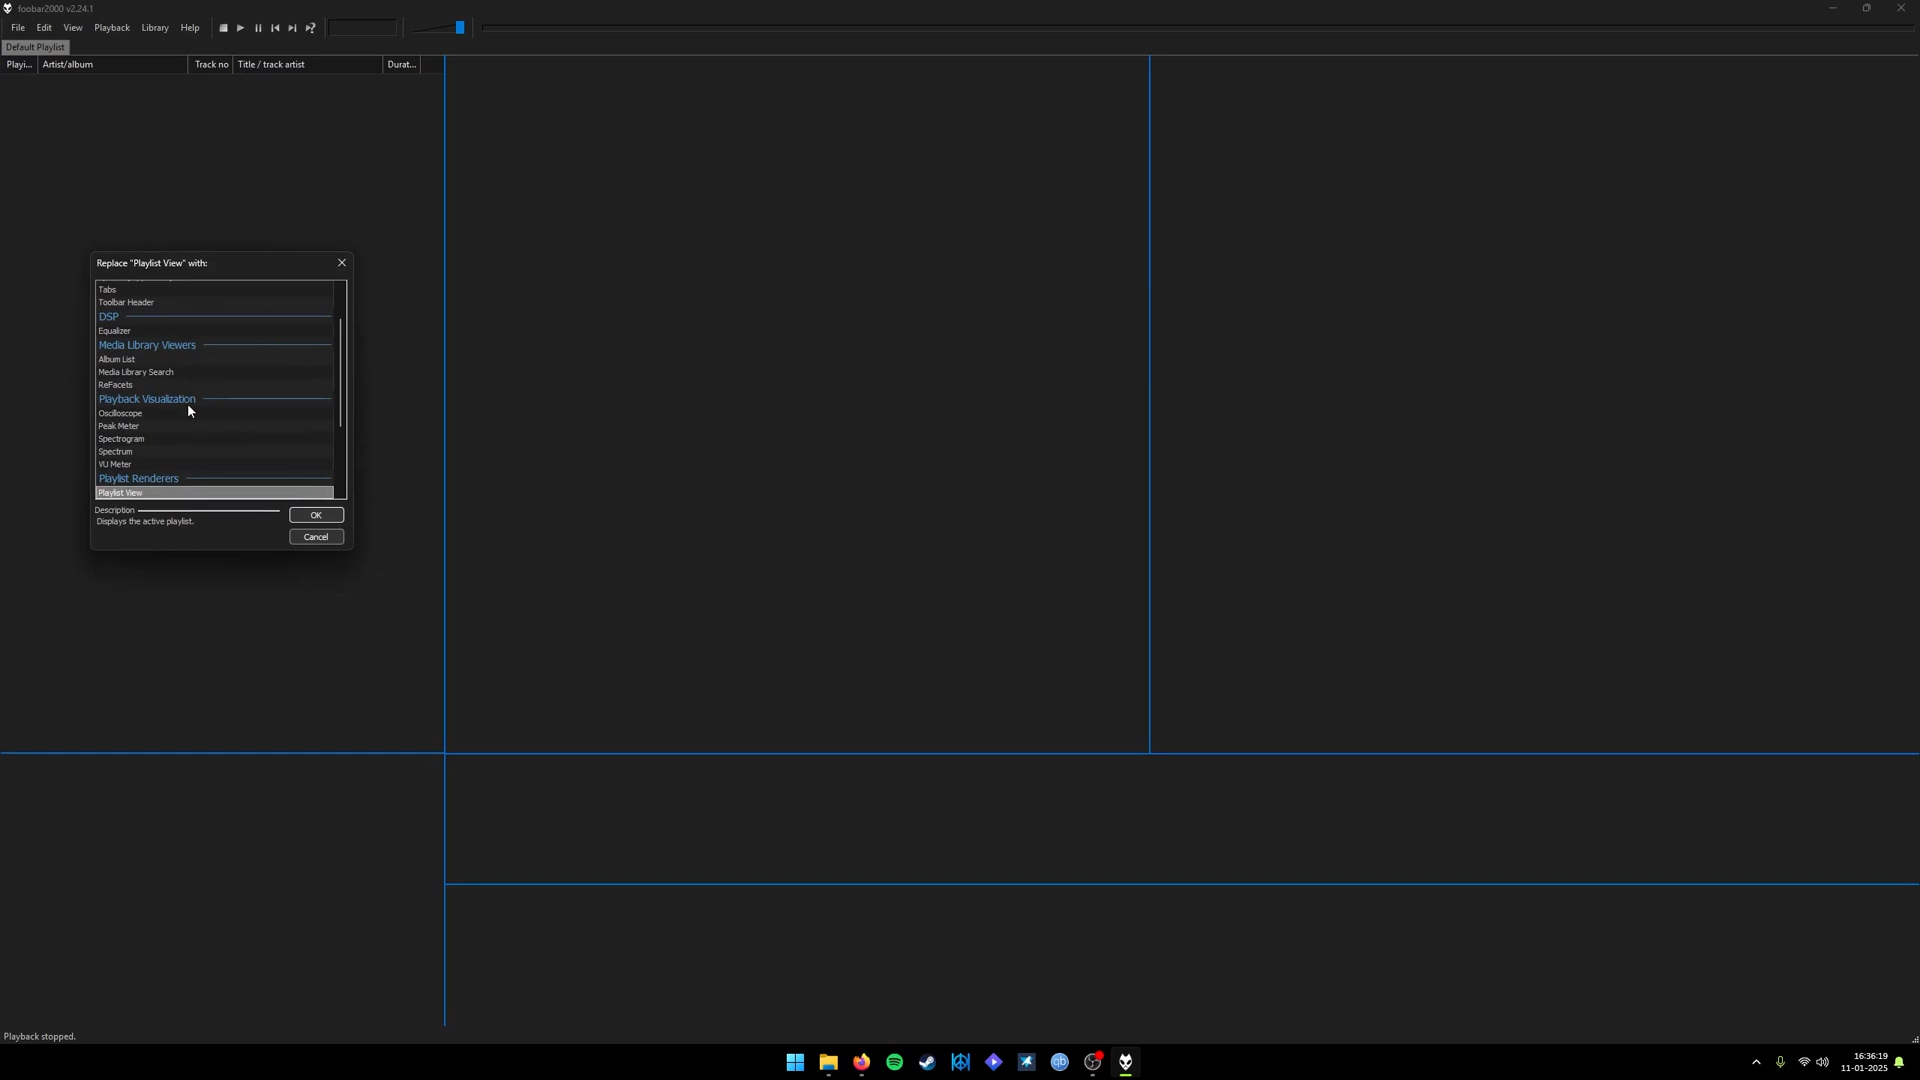 foobar2000 v2.24.1
File Edit View Playback Library Help
Default Playlist
Playi... Artist/album Track no Title / track artist Durat...
Replace "Playlist View" with:
Tabs
Toolbar Header
DSP
Equalizer
Media Library Viewers
Album List
Media Library Search
ReFacets
Playback Visualization
Oscilloscope
Peak Meter
Spectrogram
Spectrum
VU Meter
Playlist Renderers
Playlist View
Description
Displays the active playlist.
OK
Cancel
Playback stopped.
qb
16:36:19
11-01-2025